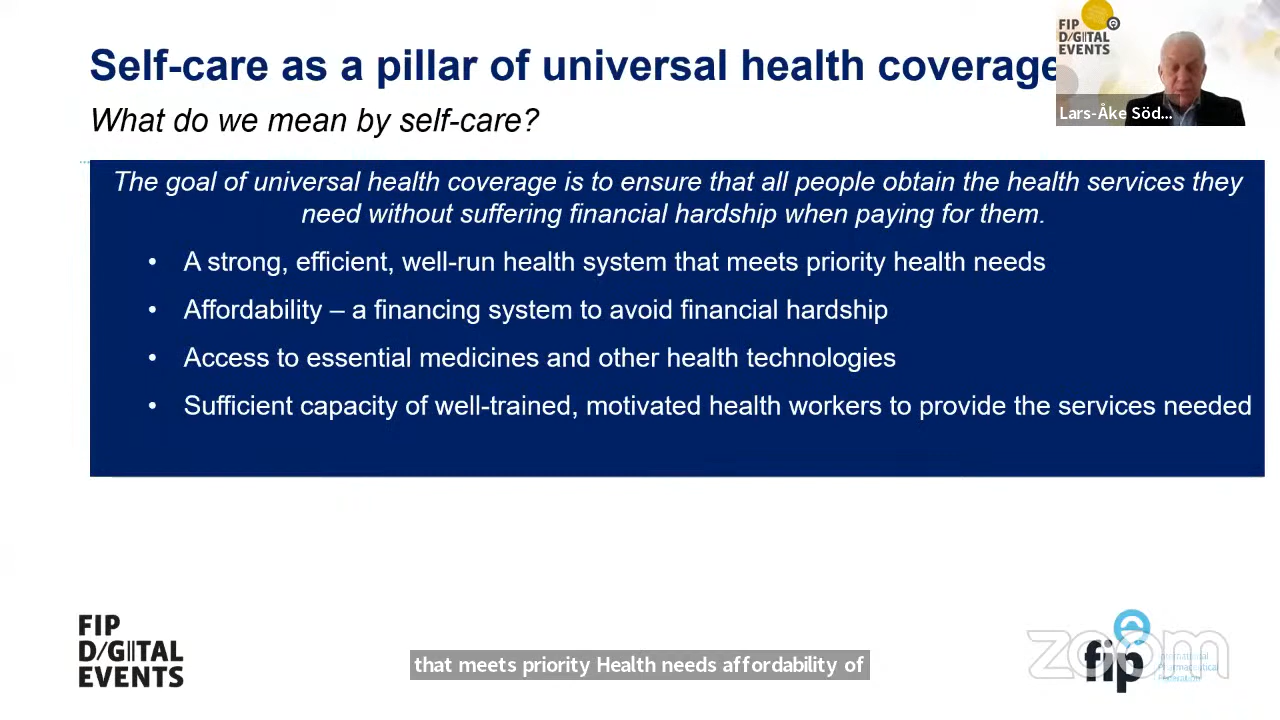 Self-care as a pillar of universal health coverage
What do we mean by self-care?
FIP
D/GITAL
EVENTS
Lars-Åke Söd...
The goal of universal health coverage is to ensure that all people obtain the health services they
need without suffering financial hardship when paying for them.
• A strong, efficient, well-run health system that meets priority health needs
• Affordability – a financing system to avoid financial hardship
• Access to essential medicines and other health technologies
• Sufficient capacity of well-trained, motivated health workers to provide the services needed
FIP
D/GITAL
EVENTS
that meets priority Health needs affordability of
zoom
fip
International
Pharmaceutical
Federation